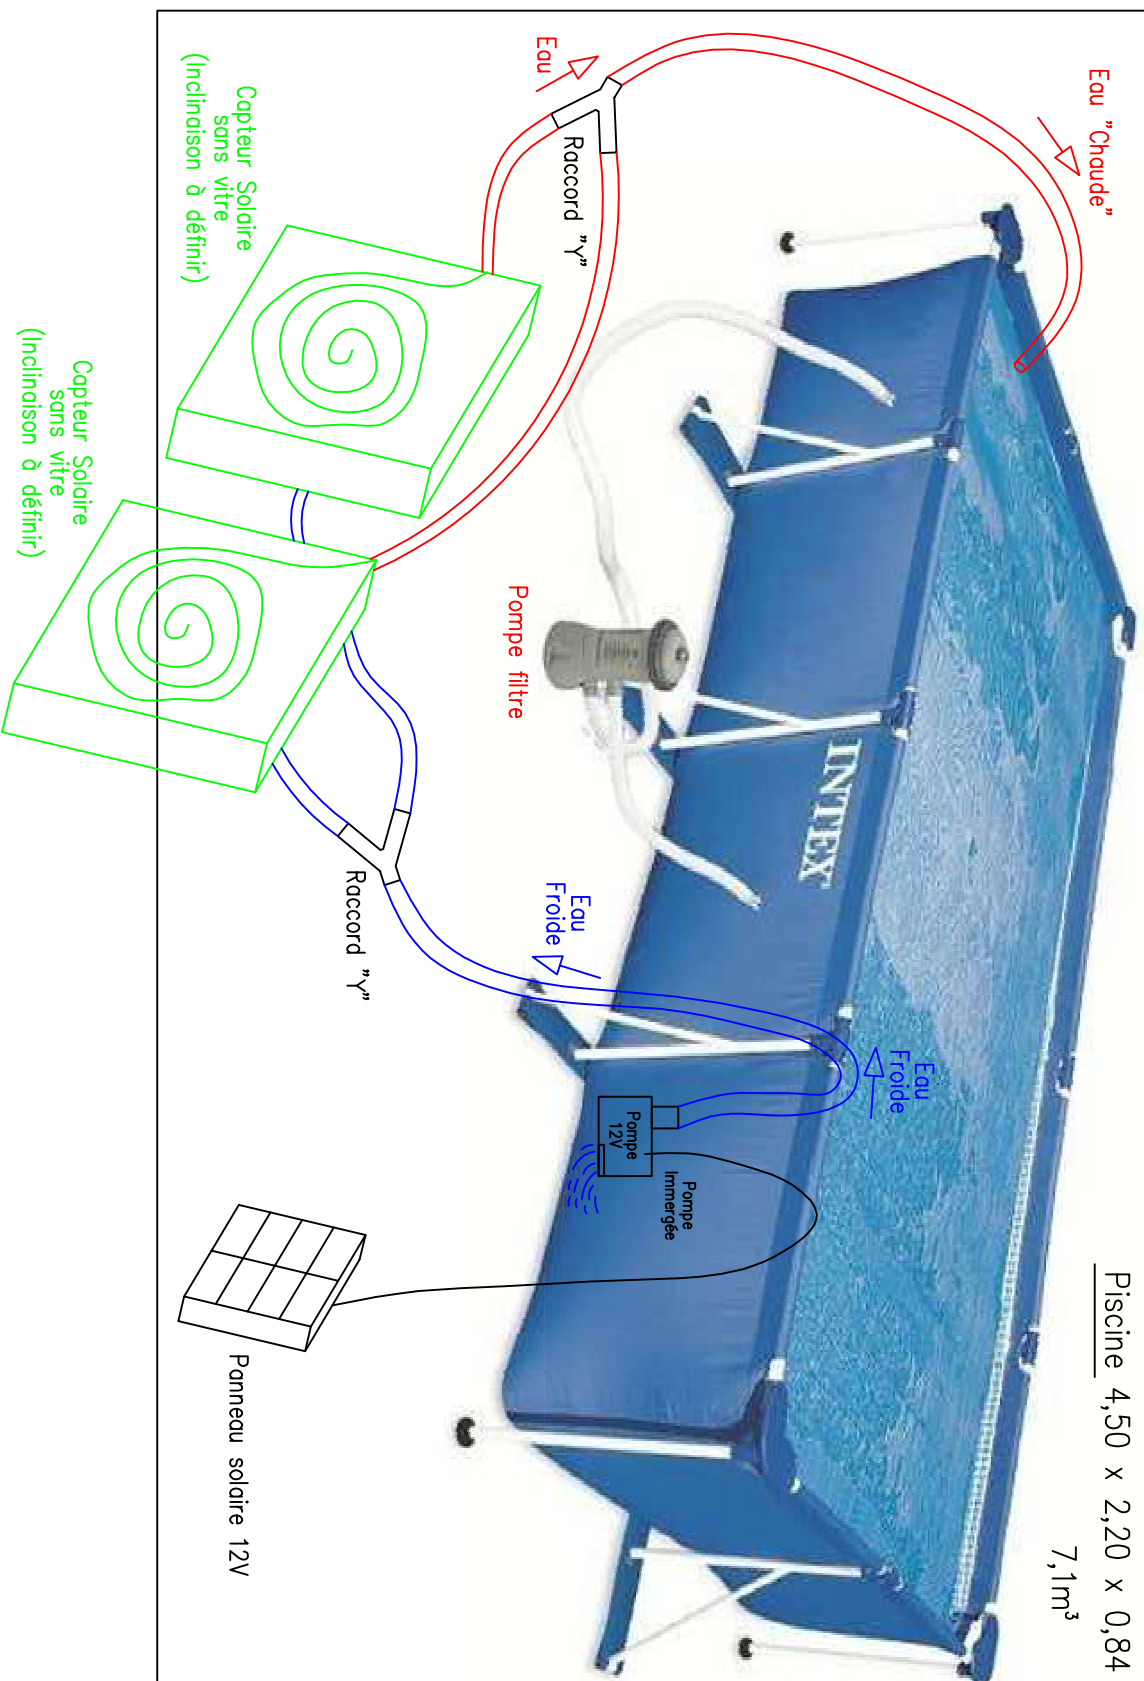 Piscine 4,50 x 2,20 x 0,84
7,1m³
Eau "Chaude"
Eau
Raccord "Y"
Capteur Solaire
sans vitre
(Inclinaison à définir)
Capteur Solaire
sans vitre
(Inclinaison à définir)
Pompe filtre
INTEX
Raccord "Y"
Eau
Froide
Eau
Froide
Pompe
12V
Pompe
Immergée
Panneau solaire 12V